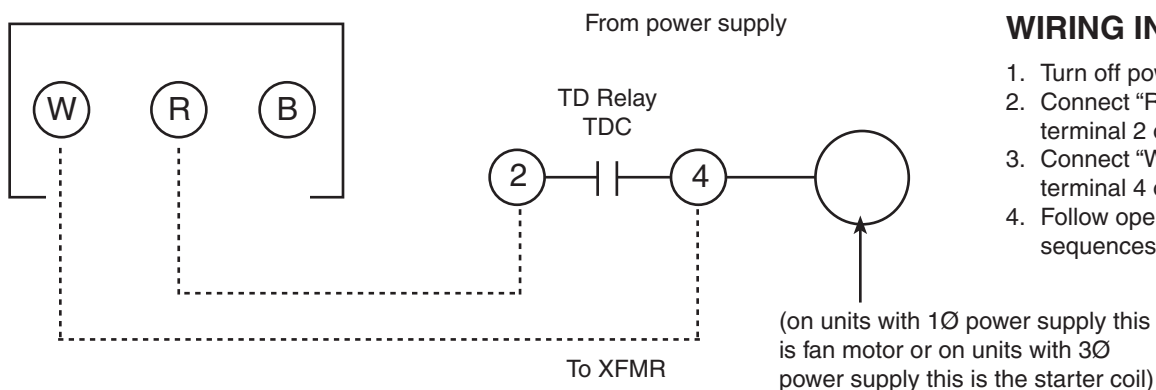 From power supply
WIRING IN
1. Turn off pow
2. Connect “R
terminal 2 o
3. Connect “W
terminal 4 o
4. Follow ope
sequences
W R B
TD Relay
TDC
2 4
(on units with 1Ø power supply this
is fan motor or on units with 3Ø
power supply this is the starter coil)
To XFMR